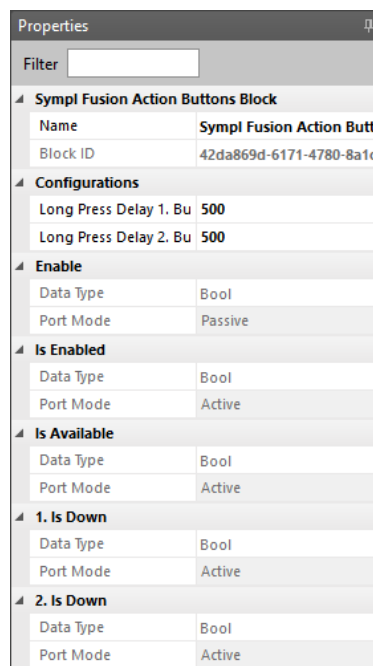 Properties
Filter
Sympl Fusion Action Buttons Block
Name Sympl Fusion Action Butt
Block ID 42da869d-6171-4780-8a1c
Configurations
Long Press Delay 1. Bu 500
Long Press Delay 2. Bu 500
Enable
Data Type Bool
Port Mode Passive
Is Enabled
Data Type Bool
Port Mode Active
Is Available
Data Type Bool
Port Mode Active
1. Is Down
Data Type Bool
Port Mode Active
2. Is Down
Data Type Bool
Port Mode Active